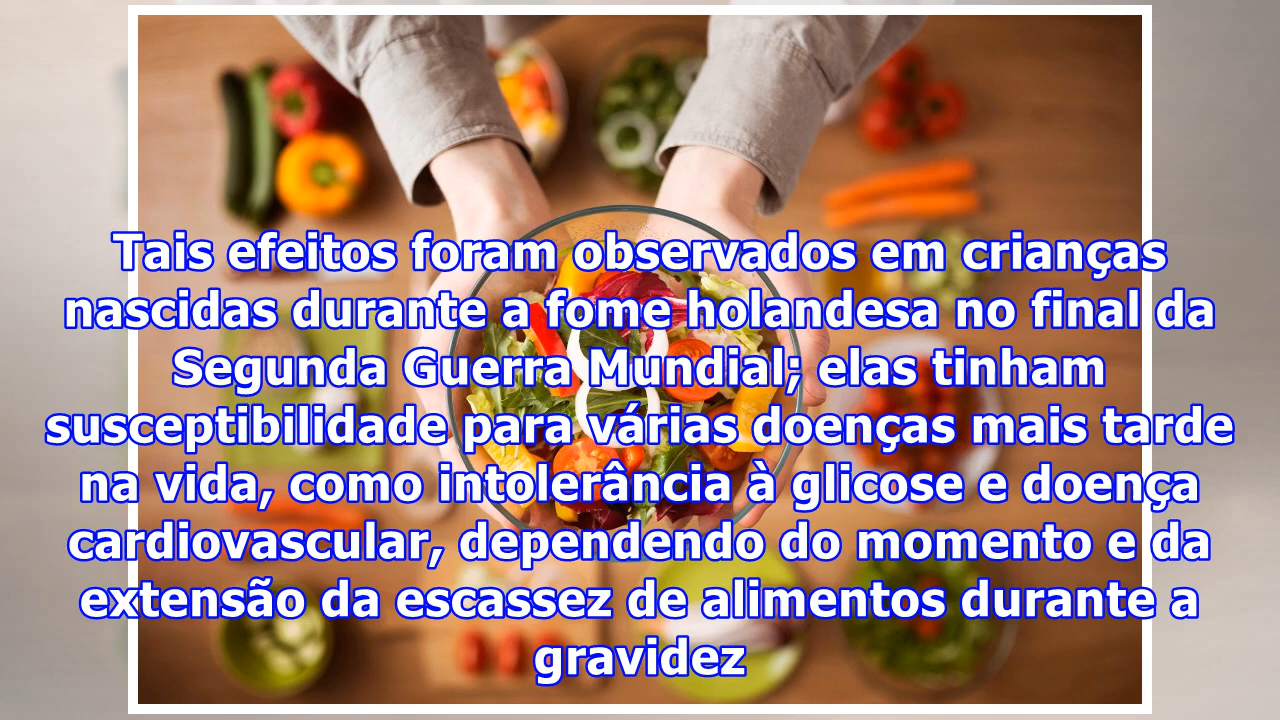 Tais efeitos foram observados em crianças
nascidas durante a fome holandesa no final da
Segunda Guerra Mundial; elas tinham
susceptibilidade para várias doenças mais tarde
na vida, como intolerância à glicose e doença
cardiovascular, dependendo do momento e da
extensão da escassez de alimentos durante a
gravidez